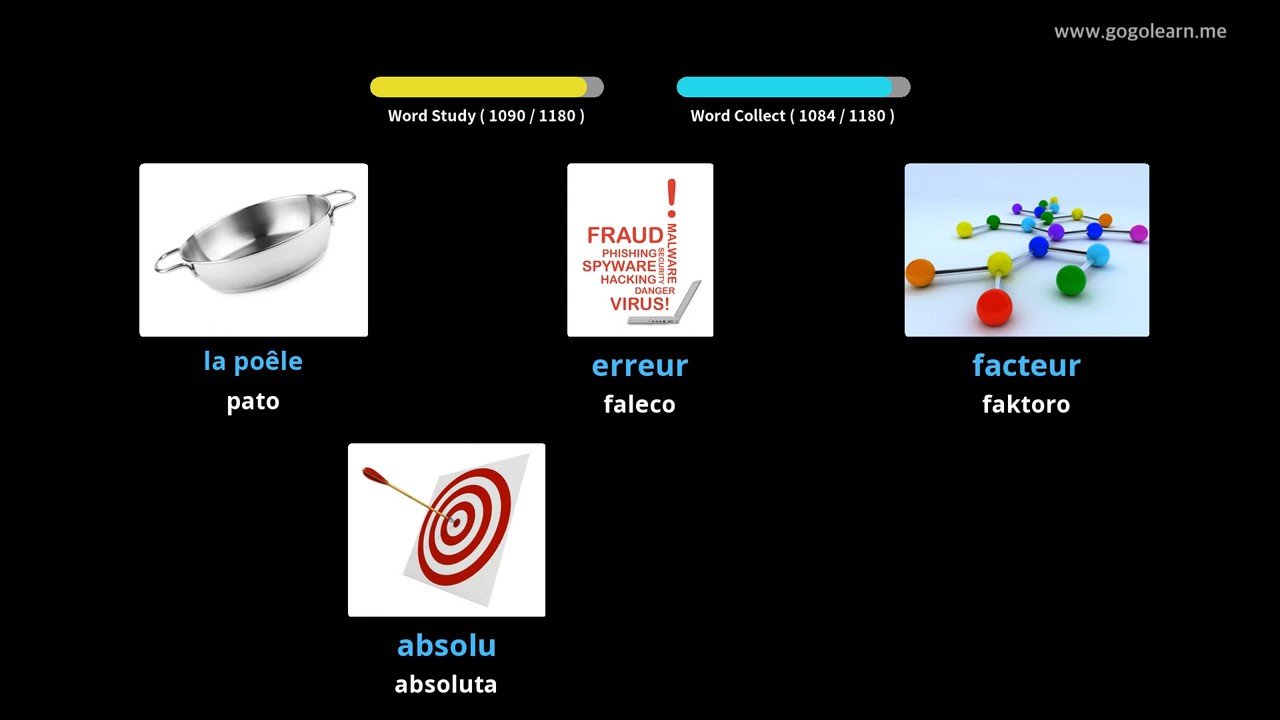 www.gogolearn.me
Word Study ( 1090 / 1180 )
Word Collect ( 1084 / 1180 )
!
FRAUD
PHISHING
SPYWARE
HACKING
DANGER
VIRUS!
MALWARE
SECURITY
la poêle
erreur
facteur
pato
faleco
faktoro
absolu
absoluta